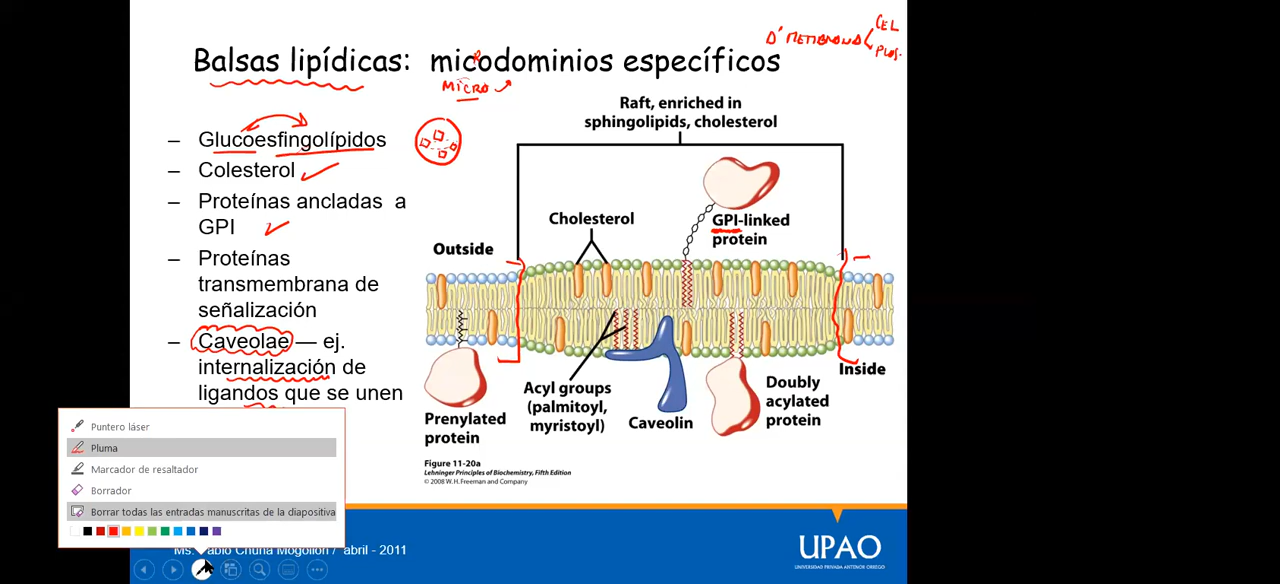 D' MEMBRANA CEL
PLAS.
Balsas lipídicas: microdominios específicos
MICRO
– Glucoesfingolípidos
– Colesterol
– Proteínas ancladas a
GPI
– Proteínas
transmembrana de
señalización
– Caveolae — ej.
internalización de
ligandos que se unen
Raft, enriched in
sphingolipids, cholesterol
Cholesterol
GPI-linked
protein
Outside
Inside
Prenylated
protein
Acyl groups
(palmitoyl,
myristoyl)
Caveolin
Doubly
acylated
protein
Figure 11-20a
Lehninger Principles of Biochemistry, Fifth Edition
© 2008 W.H. Freeman and Company
Puntero láser
Pluma
Marcador de resaltador
Borrador
Borrar todas las entradas manuscritas de la diapositiva
Chuna Mogollón / abril - 2011
UPAO
UNIVERSIDAD PRIVADA ANTENOR ORREGO